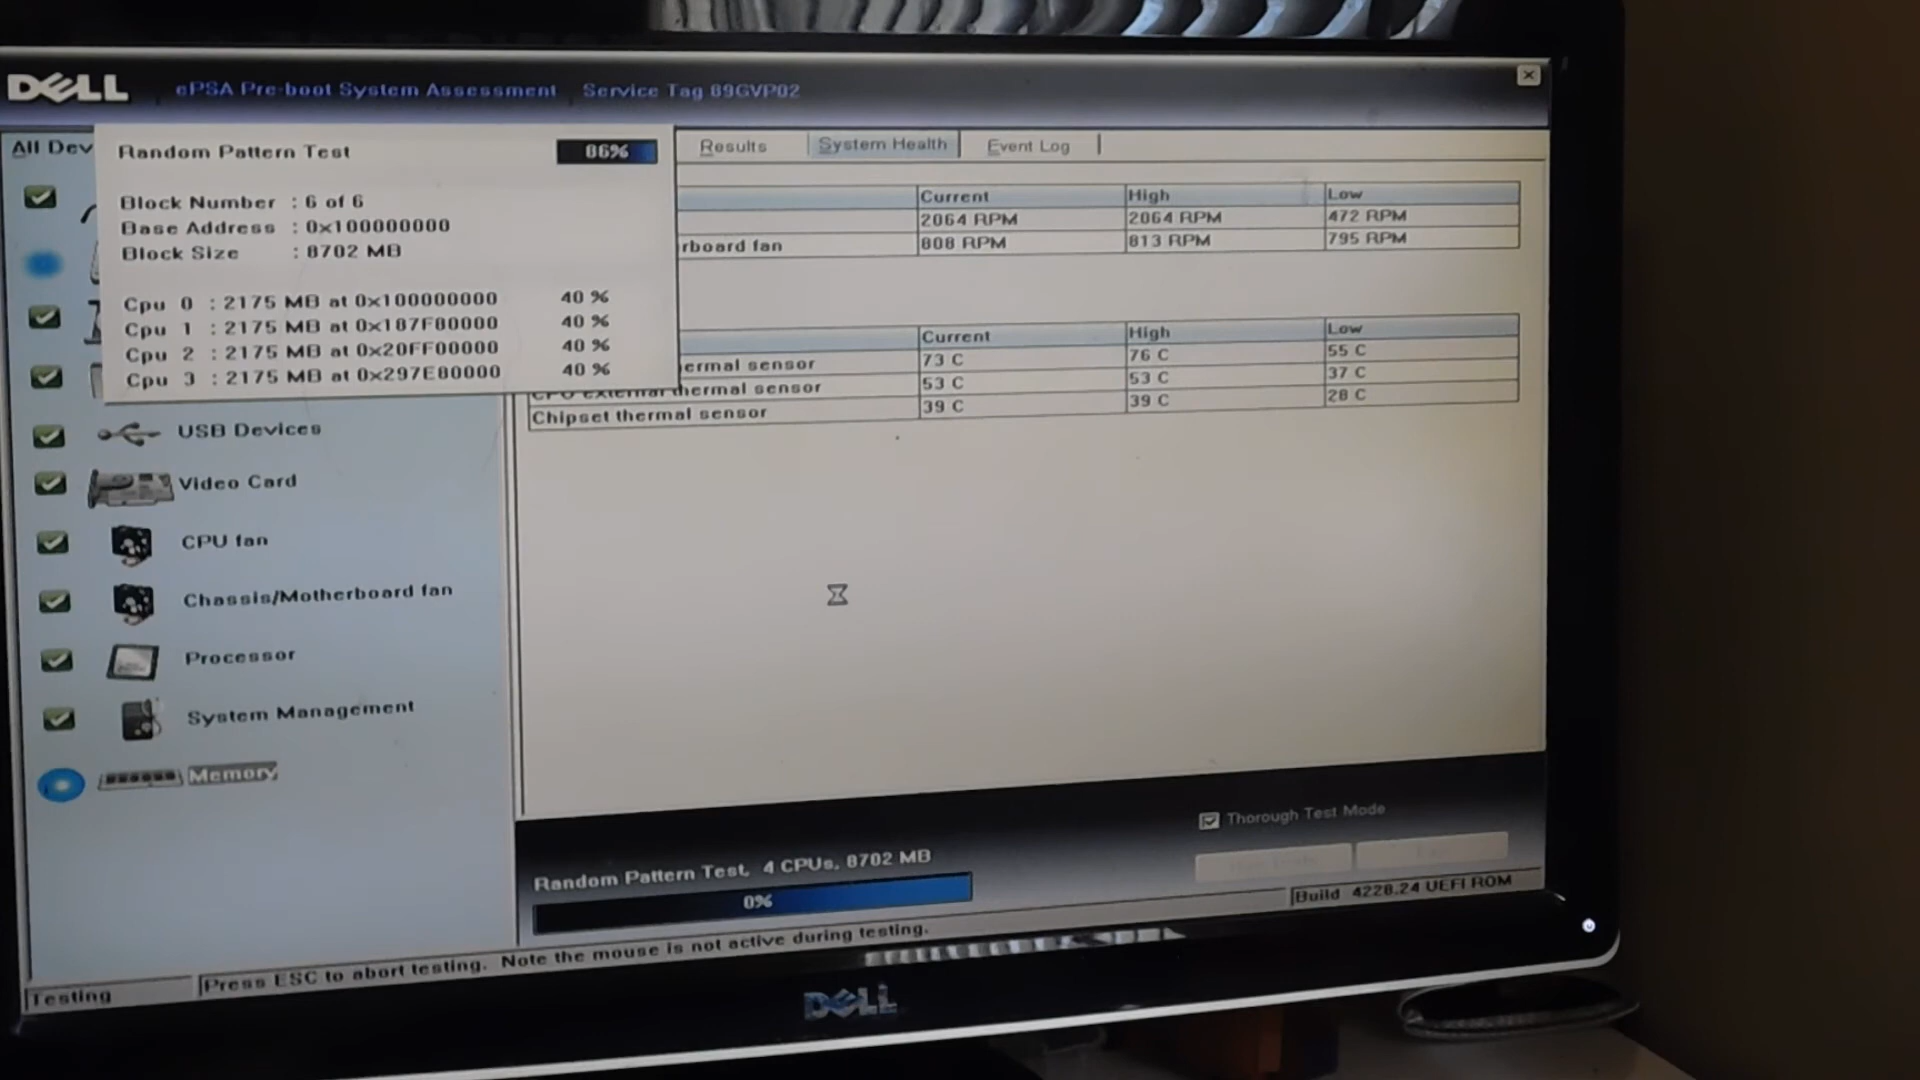 DELL ePSA Pre-boot System Assessment Service Tag 89GVP02
All Dev
Random Pattern Test 86%
Block Number : 6 of 6
Base Address : 0x100000000
Block Size : 8702 MB
Cpu 0 : 2175 MB at 0x100000000 40 %
Cpu 1 : 2175 MB at 0x187F80000 40 %
Cpu 2 : 2175 MB at 0x20FF00000 40 %
Cpu 3 : 2175 MB at 0x297E80000 40 %
Results System Health Event Log
Current High Low
2064 RPM 2064 RPM 472 RPM
rboard fan 808 RPM 813 RPM 795 RPM
Current High Low
ermal sensor 73 C 76 C 55 C
CPU external thermal sensor 53 C 53 C 37 C
Chipset thermal sensor 39 C 39 C 28 C
USB Devices
Video Card
CPU fan
Chassis/Motherboard fan
Processor
System Management
Memory
Thorough Test Mode
Random Pattern Test, 4 CPUs, 8702 MB
0%
Build 4228.24 UEFI ROM
Testing
Press ESC to abort testing. Note the mouse is not active during testing.
DELL